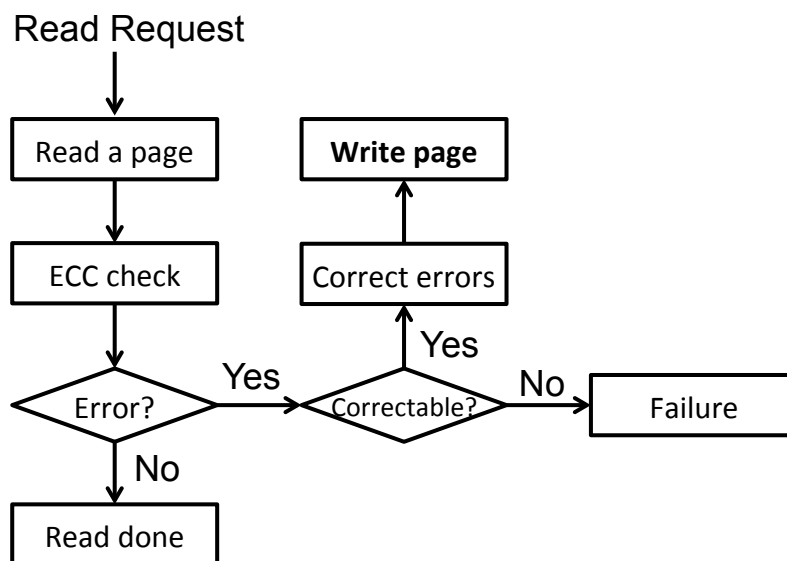 Read Request
Read a page
Write page
ECC check
Correct errors
Yes
Yes
No
Error?
Correctable?
Failure
No
Read done